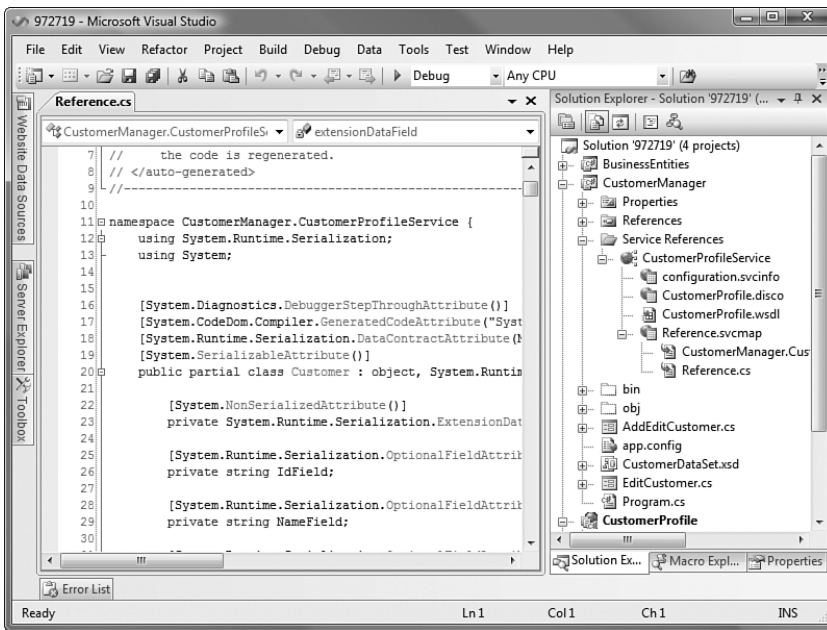 972719 - Microsoft Visual Studio
File Edit View Refactor Project Build Debug Data Tools Test Window Help
Debug Any CPU
Website Data Sources
Server Explorer
Toolbox
Reference.cs
CustomerManager.CustomerProfileS
extensionDataField
7 // the code is regenerated.
8 // </auto-generated>
9 //------------------------------------------------------
10
11 namespace CustomerManager.CustomerProfileService {
12 using System.Runtime.Serialization;
13 using System;
14
15
16 [System.Diagnostics.DebuggerStepThroughAttribute()]
17 [System.CodeDom.Compiler.GeneratedCodeAttribute("Syst
18 [System.Runtime.Serialization.DataContractAttribute(N
19 [System.SerializableAttribute()]
20 public partial class Customer : object, System.Runtim
21
22 [System.NonSerializedAttribute()]
23 private System.Runtime.Serialization.ExtensionDat
24
25 [System.Runtime.Serialization.OptionalFieldAttrib
26 private string IdField;
27
28 [System.Runtime.Serialization.OptionalFieldAttrib
29 private string NameField;
30
Solution Explorer - Solution '972719' (...
Solution '972719' (4 projects)
BusinessEntities
CustomerManager
Properties
References
Service References
CustomerProfileService
configuration.svcinfo
CustomerProfile.disco
CustomerProfile.wsdl
Reference.svcmap
CustomerManager.Cus
Reference.cs
bin
obj
AddEditCustomer.cs
app.config
CustomerDataSet.xsd
EditCustomer.cs
Program.cs
CustomerProfile
Solution Ex... Macro Expl... Properties
Error List
Ready Ln 1 Col 1 Ch 1 INS